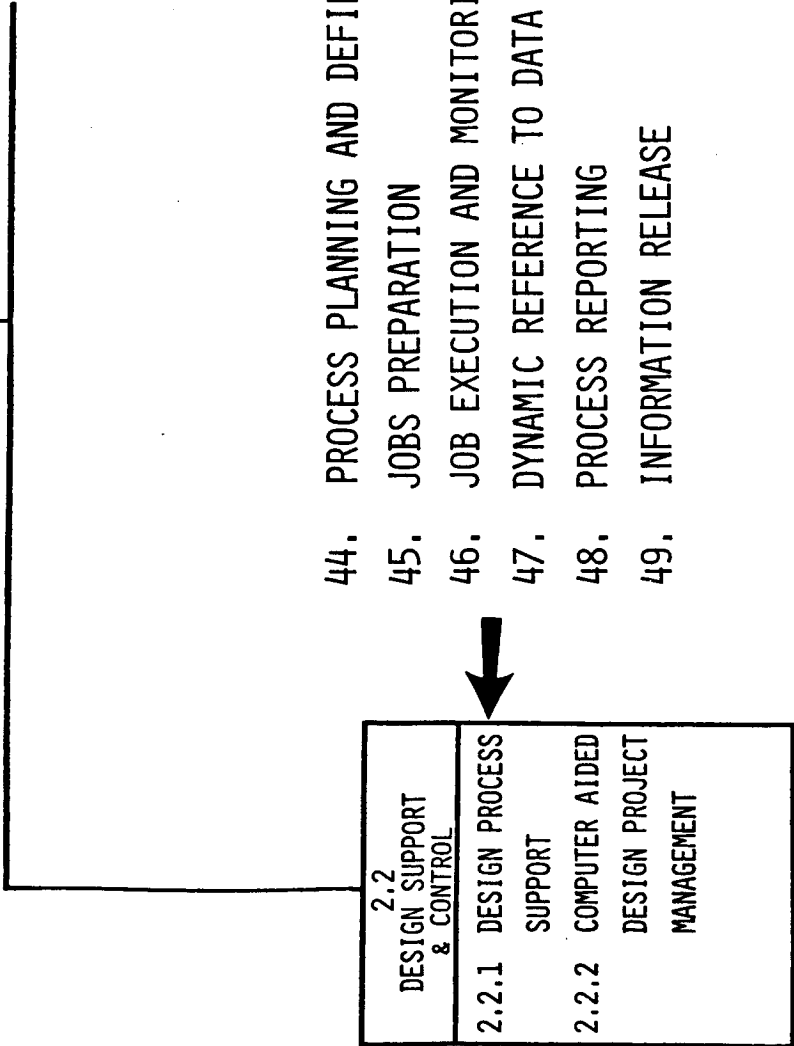 2.2
DESIGN SUPPORT
& CONTROL
2.2.1 DESIGN PROCESS
SUPPORT
2.2.2 COMPUTER AIDED
DESIGN PROJECT
MANAGEMENT
44. PROCESS PLANNING AND DEFI
45. JOBS PREPARATION
46. JOB EXECUTION AND MONITORI
47. DYNAMIC REFERENCE TO DATA
48. PROCESS REPORTING
49. INFORMATION RELEASE